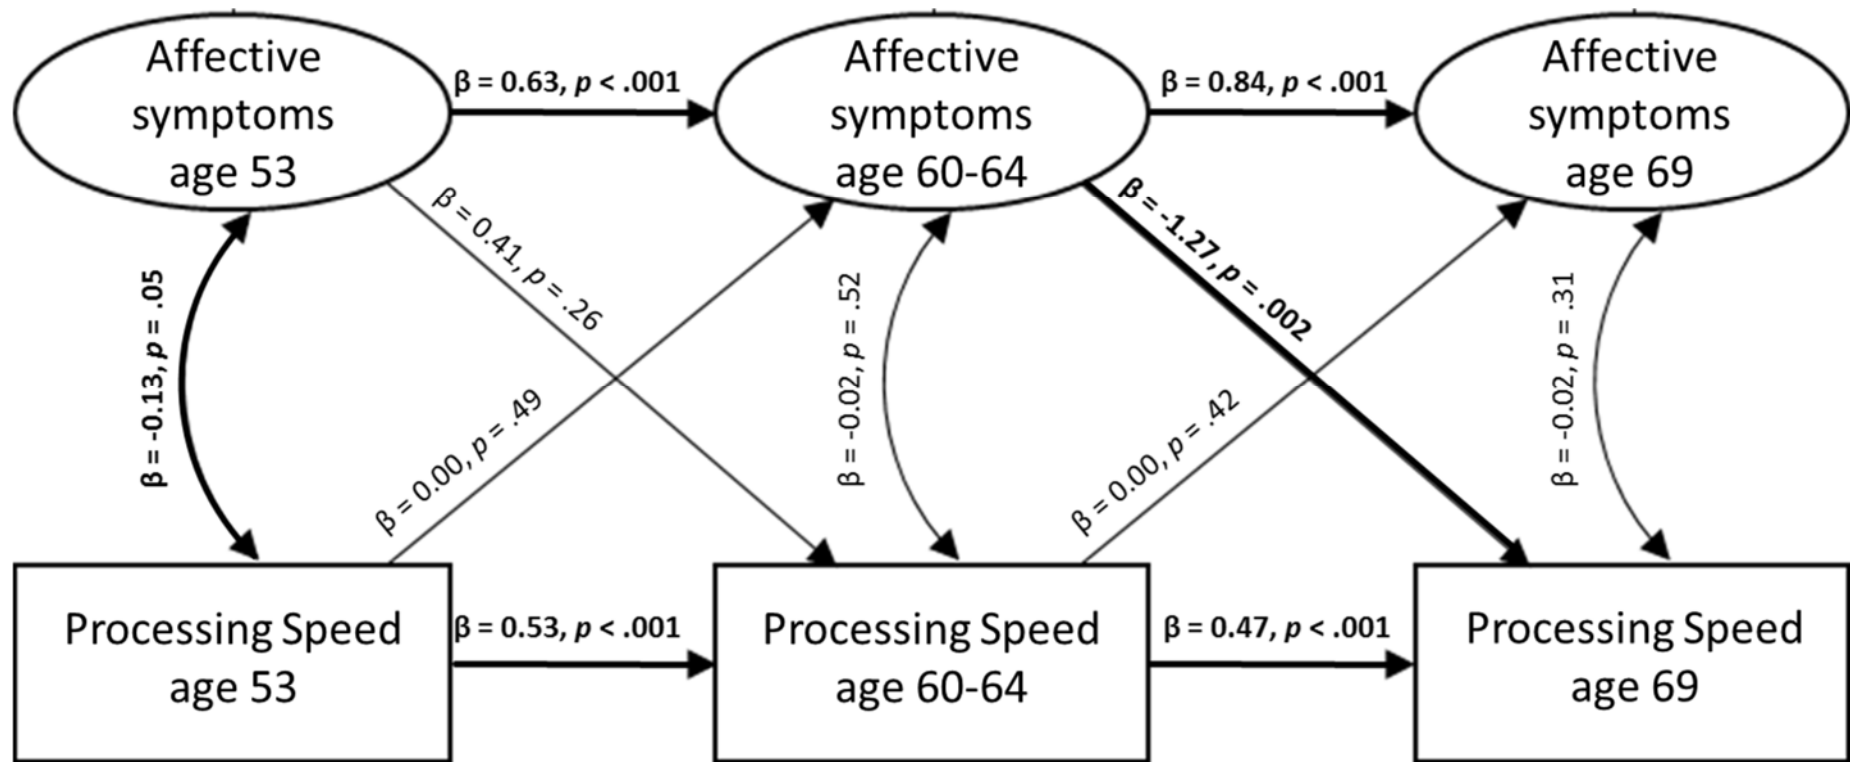 Affective
symptoms
age 53
β = 0.63, p < .001
Affective
symptoms
age 60-64
β = 0.84, p < .001
Affective
symptoms
age 69
β = -0.13, p = .05
β = 0.41, p = .26
β = 0.00, p = .49
β = -0.02, p = .52
β = -1.27, p = .002
β = 0.00, p = .42
β = -0.02, p = .31
Processing Speed
age 53
β = 0.53, p < .001
Processing Speed
age 60-64
β = 0.47, p < .001
Processing Speed
age 69